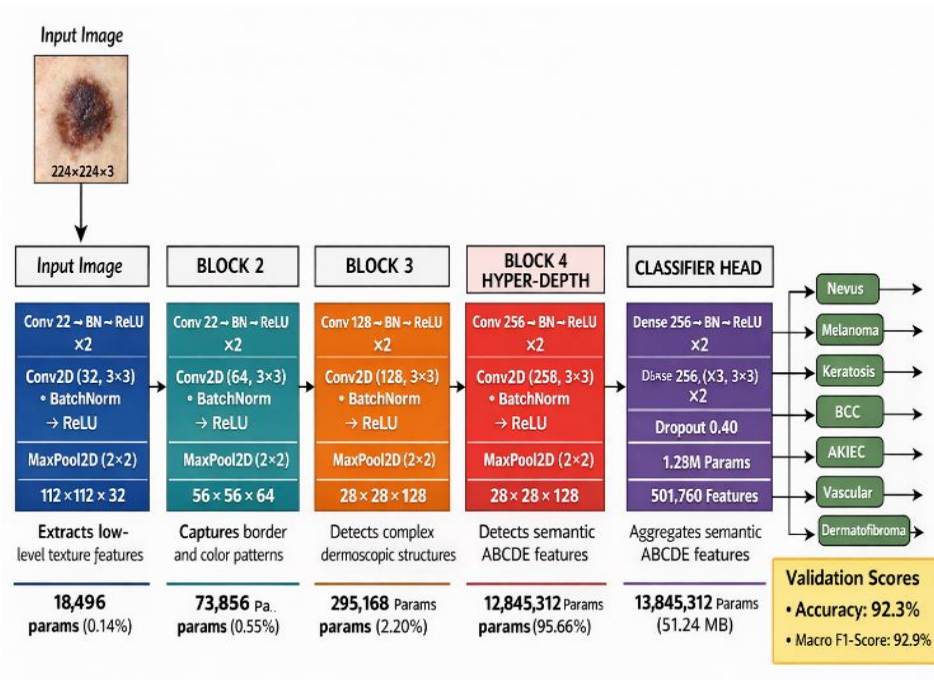 Input Image
224×224×3
Input Image
Conv 22 → BN → ReLU
×2
Conv2D (32, 3×3)
• BatchNorm
→ ReLU
MaxPool2D (2×2)
112×112×32
Extracts low-
level texture features
18,496
params (0.14%)
BLOCK 2
Conv 22 → BN → ReLU
×2
Conv2D (64, 3×3)
• BatchNorm
→ ReLU
MaxPool2D (2×2)
56×56×64
Captures border
and color patterns
73,856 Pa..
params (0.55%)
BLOCK 3
Conv 128 → BN → ReLU
×2
Conv2D (128, 3×3)
• BatchNorm
→ ReLU
MaxPool2D (2×2)
28×28×128
Detects complex
dermoscopic structures
295,168 Params
params (2.20%)
BLOCK 4
HYPER-DEPTH
Conv 256 → BN → ReLU
×2
Conv2D (258, 3×3)
• BatchNorm
→ ReLU
MaxPool2D (2×2)
28×28×128
Detects semantic
ABCDE features
12,845,312 Params
params (95.66%)
CLASSIFIER HEAD
Dense 256 → BN → ReLU
×2
256, (X3, 3×3)
×2
Dropout 0.40
1.28M Params
501,760 Features
Aggregates semantic
ABCDE features
13,845,312 Params
(51.24 MB)
Nevus
Melanoma
Keratosis
BCC
AKIEC
Vascular
Dermatofibroma
Validation Scores
• Accuracy: 92.3%
• Macro F1-Score: 92.9%